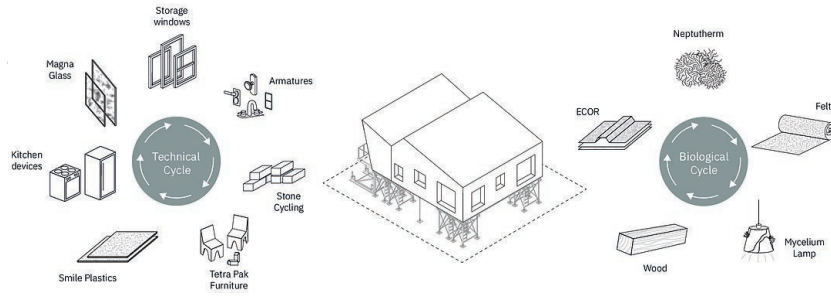 Storage
windows
Magna
Glass
Armatures
Kitchen
devices
Technical
Cycle
Stone
Cycling
Smile Plastics
Tetra Pak
Furniture
Neptutherm
ECOR
Felt
Biological
Cycle
Wood
Mycelium
Lamp